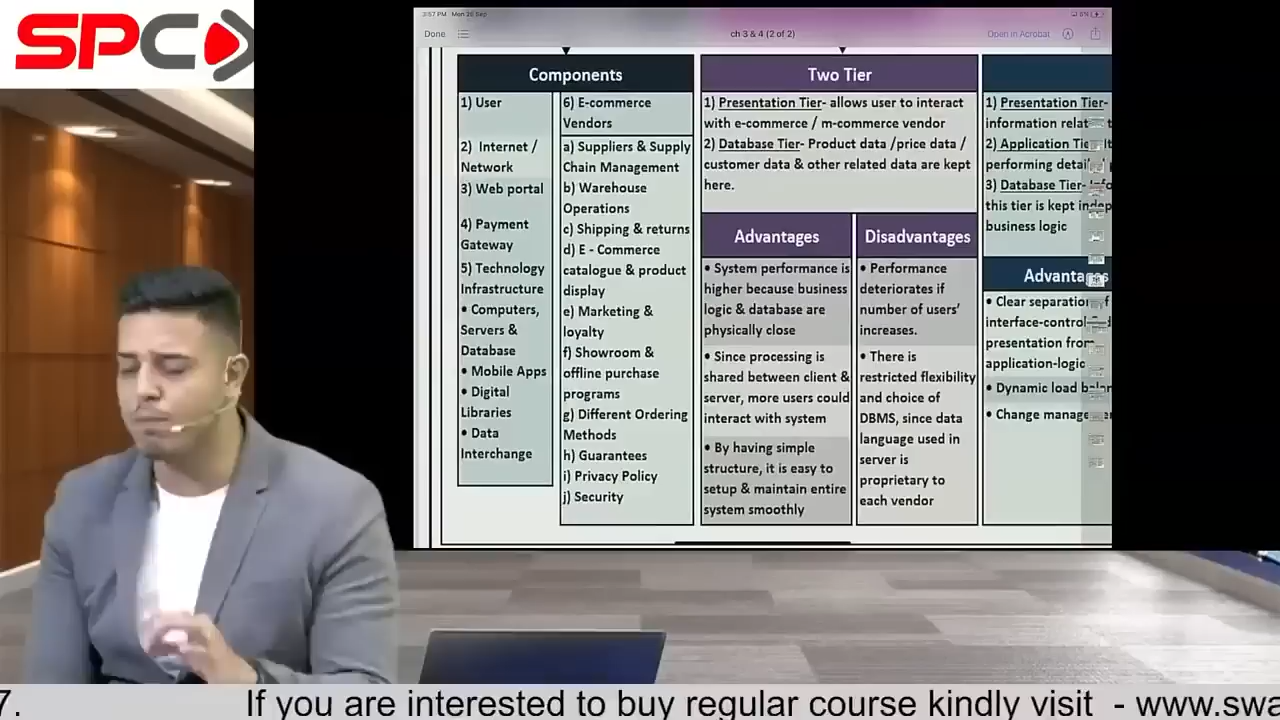 SPC
3:57 PM Mon 26 Sep
6%
Done
ch 3 & 4 (2 of 2)
Open in Acrobat
Components
1) User
2) Internet /
Network
3) Web portal
4) Payment
Gateway
5) Technology
Infrastructure
• Computers,
Servers &
Database
• Mobile Apps
• Digital
Libraries
• Data
Interchange
6) E-commerce
Vendors
a) Suppliers & Supply
Chain Management
b) Warehouse
Operations
c) Shipping & returns
d) E - Commerce
catalogue & product
display
e) Marketing &
loyalty
f) Showroom &
offline purchase
programs
g) Different Ordering
Methods
h) Guarantees
i) Privacy Policy
j) Security
Two Tier
1) Presentation Tier- allows user to interact
with e-commerce / m-commerce vendor
2) Database Tier- Product data /price data /
customer data & other related data are kept
here.
Advantages
• System performance is
higher because business
logic & database are
physically close
• Since processing is
shared between client &
server, more users could
interact with system
• By having simple
structure, it is easy to
setup & maintain entire
system smoothly
Disadvantages
• Performance
deteriorates if
number of users'
increases.
• There is
restricted flexibility
and choice of
DBMS, since data
language used in
server is
proprietary to
each vendor
1) Presentation Tier-
information
2) Application
performing
3) Database Tier-
this tier is kept
business logic
Advantages
• Clear
interface-control
presentation from
application-logic
• Dynamic load
• Change
7. If you are interested to buy regular course kindly visit - www.swa